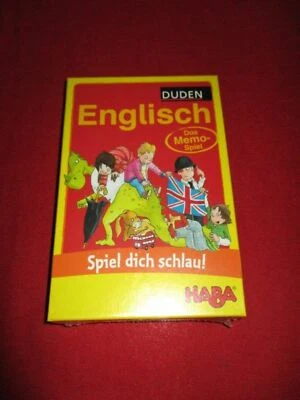 DUDEN
Englisch
Das
Memo-
Spiel
Spiel dich schlau!
HABA